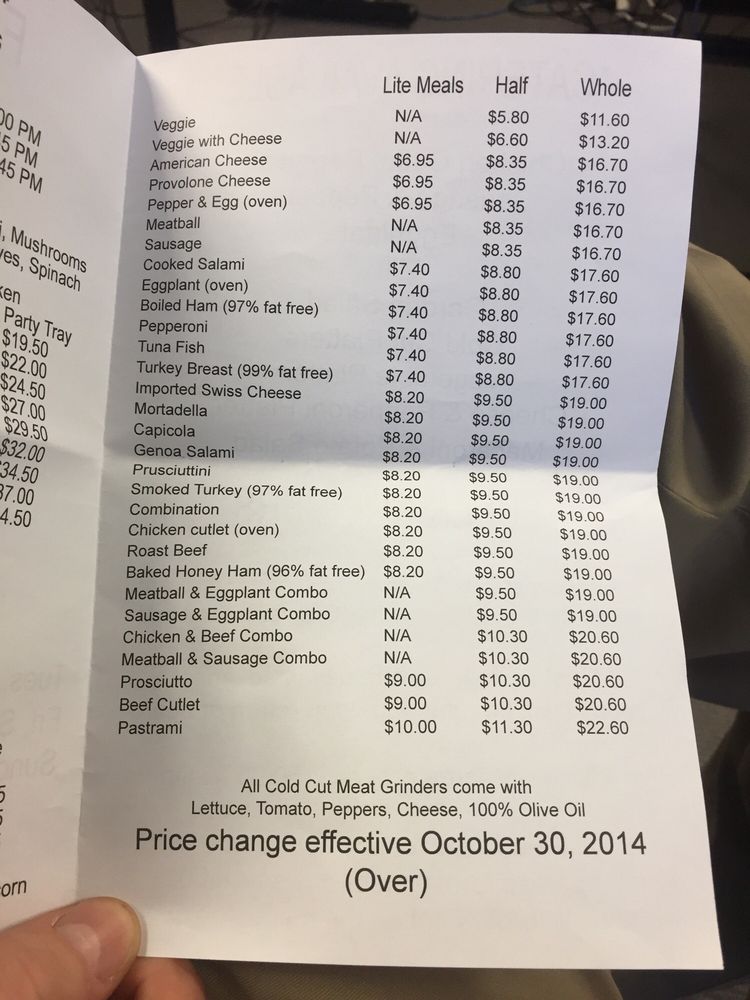 00 PM
5 PM
45 PM
Mushrooms
Spinach
Party Tray
$19.50
$22.00
$24.50
$27.00
$29.50
$32.00
34.50
37.00
4.50
Lite Meals Half Whole
Veggie N/A $5.80 $11.60
Veggie with Cheese N/A $6.60 $13.20
American Cheese $6.95 $8.35 $16.70
Provolone Cheese $6.95 $8.35 $16.70
Pepper & Egg (oven) $6.95 $8.35 $16.70
Meatball N/A $8.35 $16.70
Sausage N/A $8.35 $16.70
Cooked Salami $7.40 $8.80 $17.60
Eggplant (oven) $7.40 $8.80 $17.60
Boiled Ham (97% fat free) $7.40 $8.80 $17.60
Pepperoni $7.40 $8.80 $17.60
Tuna Fish $7.40 $8.80 $17.60
Turkey Breast (99% fat free) $7.40 $8.80 $17.60
Imported Swiss Cheese $8.20 $9.50 $19.00
Mortadella $8.20 $9.50 $19.00
Capicola $8.20 $9.50 $19.00
Genoa Salami $8.20 $9.50 $19.00
Prusciuttini $8.20 $9.50 $19.00
Smoked Turkey (97% fat free) $8.20 $9.50 $19.00
Combination $8.20 $9.50 $19.00
Chicken cutlet (oven) $8.20 $9.50 $19.00
Roast Beef $8.20 $9.50 $19.00
Baked Honey Ham (96% fat free) $8.20 $9.50 $19.00
Meatball & Eggplant Combo N/A $9.50 $19.00
Sausage & Eggplant Combo N/A $9.50 $19.00
Chicken & Beef Combo N/A $10.30 $20.60
Meatball & Sausage Combo N/A $10.30 $20.60
Prosciutto $9.00 $10.30 $20.60
Beef Cutlet $9.00 $10.30 $20.60
Pastrami $10.00 $11.30 $22.60
All Cold Cut Meat Grinders come with
Lettuce, Tomato, Peppers, Cheese, 100% Olive Oil
Price change effective October 30, 2014
(Over)